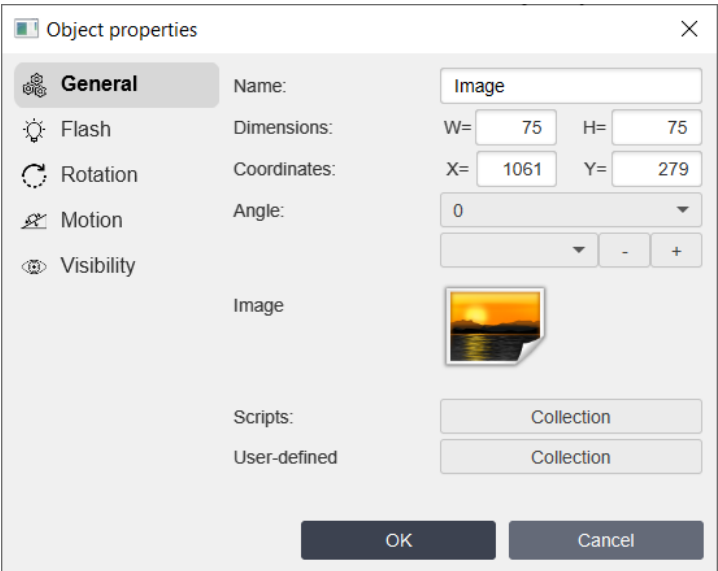 Object properties
General
Flash
Rotation
Motion
Visibility
Name: Image
Dimensions: W= 75 H= 75
Coordinates: X= 1061 Y= 279
Angle: 0
- +
Image
Scripts: Collection
User-defined Collection
OK Cancel